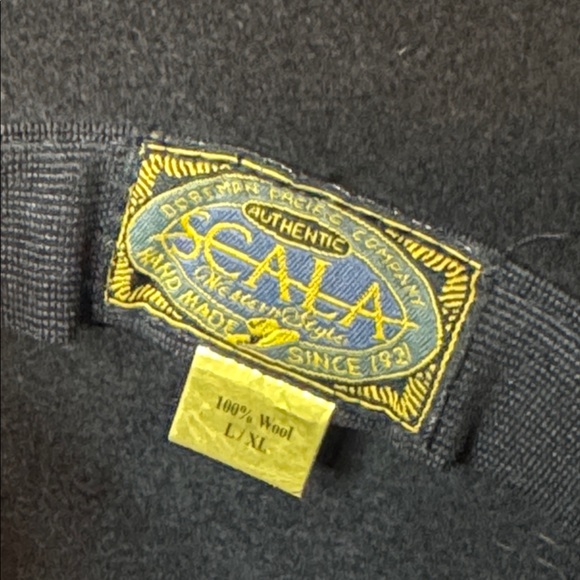 DORFMAN PACIFIC COMPANY
AUTHENTIC
SCALA
Western Style
HAND MADE
SINCE 1921
100% Wool
L/XL